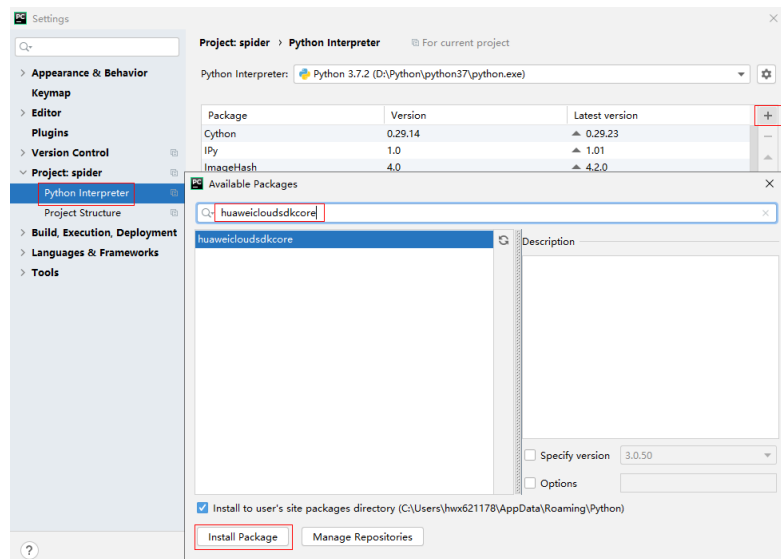 PC Settings
Project: spider › Python Interpreter For current project
Appearance & Behavior
Python Interpreter: Python 3.7.2 (D:\Python\python37\python.exe)
Keymap
Editor
Package Version Latest version
Plugins
Cython 0.29.14 0.29.23
Version Control
IPy 1.0 1.01
Project: spider
ImageHash 4.0 4.2.0
Python Interpreter
PC Available Packages
Project Structure
huaweicloudsdkcore
Build, Execution, Deployment
huaweicloudsdkcore
Description
Languages & Frameworks
Tools
Specify version 3.0.50
Options
Install to user's site packages directory (C:\Users\hwx621178\AppData\Roaming\Python)
Install Package Manage Repositories
?